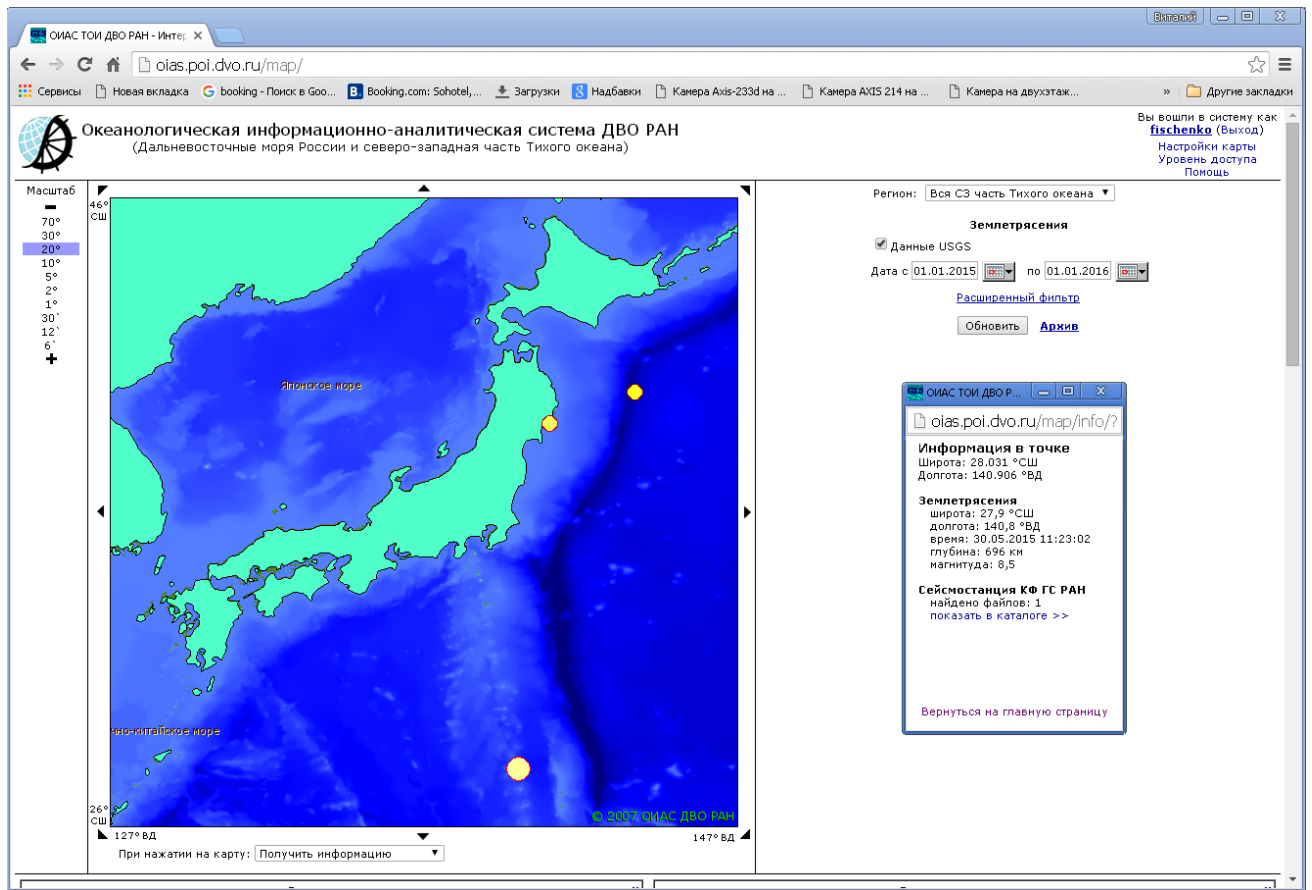 Виталий
ОИАС ТОИ ДВО РАН - Интер
oias.poi.dvo.ru/map/
Сервисы
Новая вкладка
booking - Поиск в Goo...
Booking.com: Sohotel,...
Загрузки
Надбавки
Камера Axis-233d на ...
Камера AXIS 214 на ...
Камера на двухэтаж...
»
Другие закладки
Океанологическая информационно-аналитическая система ДВО РАН
(Дальневосточные моря России и северо-западная часть Тихого океана)
Вы вошли в систему как
fischenko (Выход)
Настройки карты
Уровень доступа
Помощь
Масштаб
70°
30°
20°
10°
5°
2°
1°
30`
12`
6`
46°
СШ
Японское море
чно-китайское море
© 2007 ОИАС ДВО РАН
26°
СШ
127° ВД
147° ВД
При нажатии на карту: Получить информацию
Регион: Вся СЗ часть Тихого океана
Землетрясения
Данные USGS
Дата с 01.01.2015 по 01.01.2016
Расширенный фильтр
Обновить Архив
ОИАС ТОИ ДВО Р...
oias.poi.dvo.ru/map/info/?
Информация в точке
Широта: 28.031 °СШ
Долгота: 140.906 °ВД
Землетрясения
широта: 27,9 °СШ
долгота: 140,8 °ВД
время: 30.05.2015 11:23:02
глубина: 696 км
магнитуда: 8,5
Сейсмостанция КФ ГС РАН
найдено файлов: 1
показать в каталоге >>
Вернуться на главную страницу